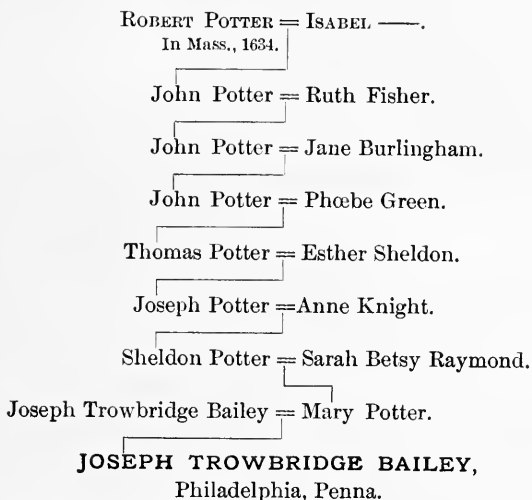 ROBERT POTTER = ISABEL ——.
In Mass., 1634.
John Potter = Ruth Fisher.
John Potter = Jane Burlingham.
John Potter = Phœbe Green.
Thomas Potter = Esther Sheldon.
Joseph Potter = Anne Knight.
Sheldon Potter = Sarah Betsy Raymond.
Joseph Trowbridge Bailey = Mary Potter.
JOSEPH TROWBRIDGE BAILEY,
Philadelphia, Penna.